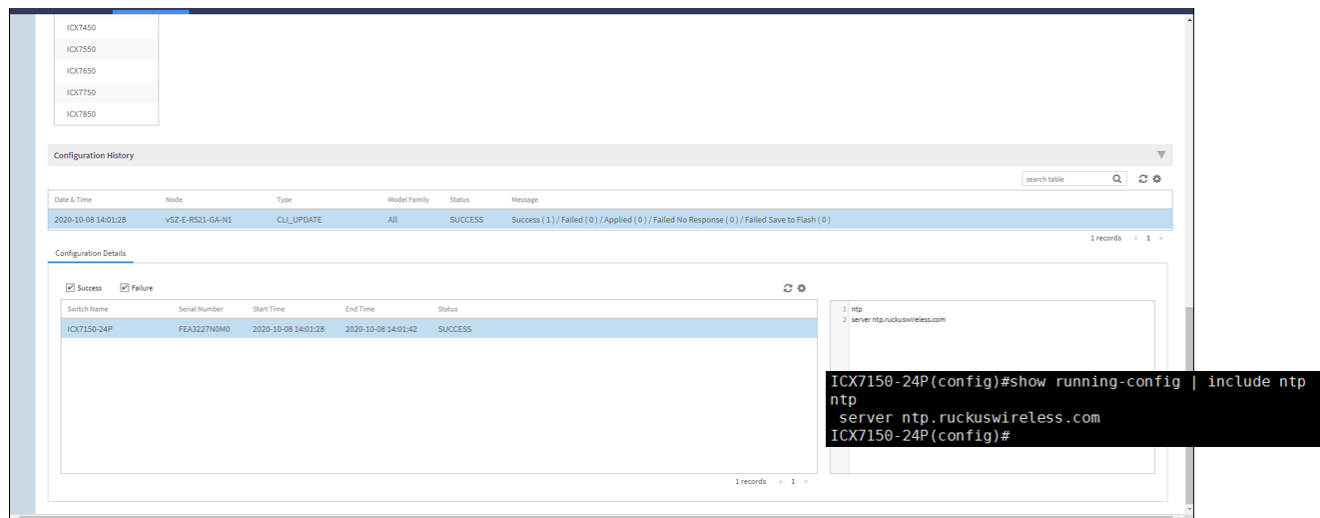 ICX7450
ICX7550
ICX7650
ICX7750
ICX7850
Configuration History
search table
Date & Time Node Type Model Family Status Message
2020-10-08 14:01:28 vSZ-E-RS21-GA-N1 CLI_UPDATE All SUCCESS Success ( 1 ) / Failed ( 0 ) / Applied ( 0 ) / Failed No Response ( 0 ) / Failed Save to Flash ( 0 )
1 records « 1 »
Configuration Details
Success Failure
Switch Name Serial Number Start Time End Time Status
ICX7150-24P FEA3227N0M0 2020-10-08 14:01:28 2020-10-08 14:01:42 SUCCESS
1 ntp
2 server ntp.ruckuswireless.com
ICX7150-24P(config)#show running-config | include ntp
ntp
server ntp.ruckuswireless.com
ICX7150-24P(config)#
1 records « 1 »